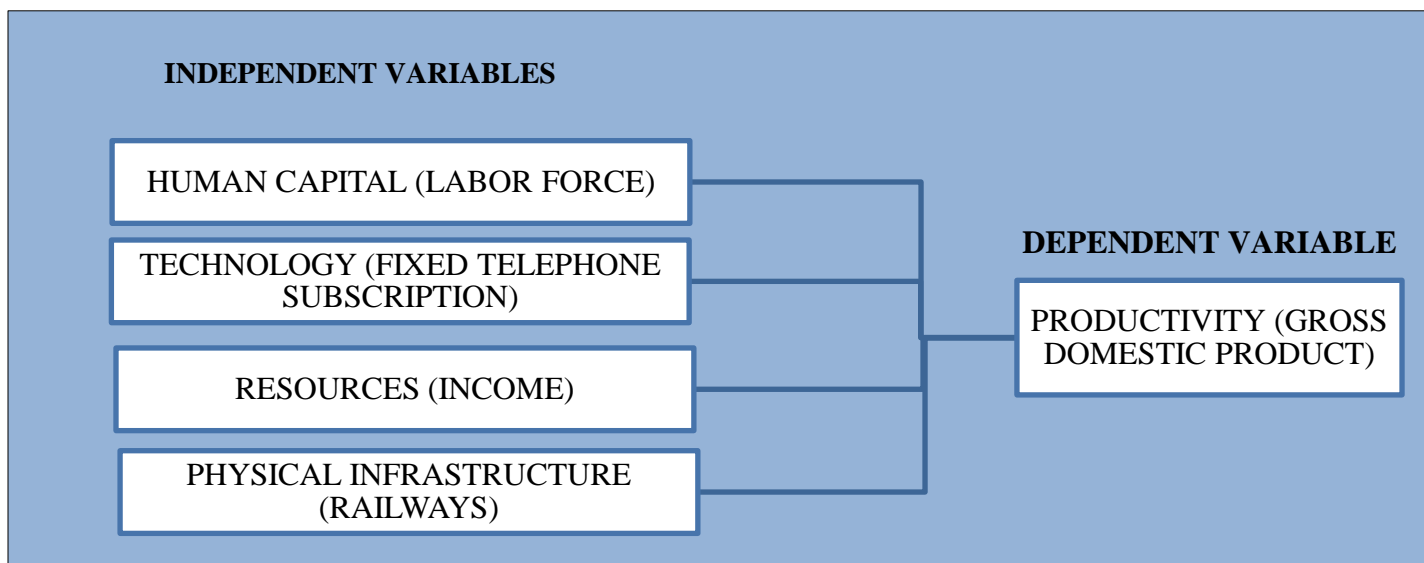 INDEPENDENT VARIABLES
HUMAN CAPITAL (LABOR FORCE)
TECHNOLOGY (FIXED TELEPHONE
SUBSCRIPTION)
RESOURCES (INCOME)
PHYSICAL INFRASTRUCTURE
(RAILWAYS)
DEPENDENT VARIABLE
PRODUCTIVITY (GROSS
DOMESTIC PRODUCT)